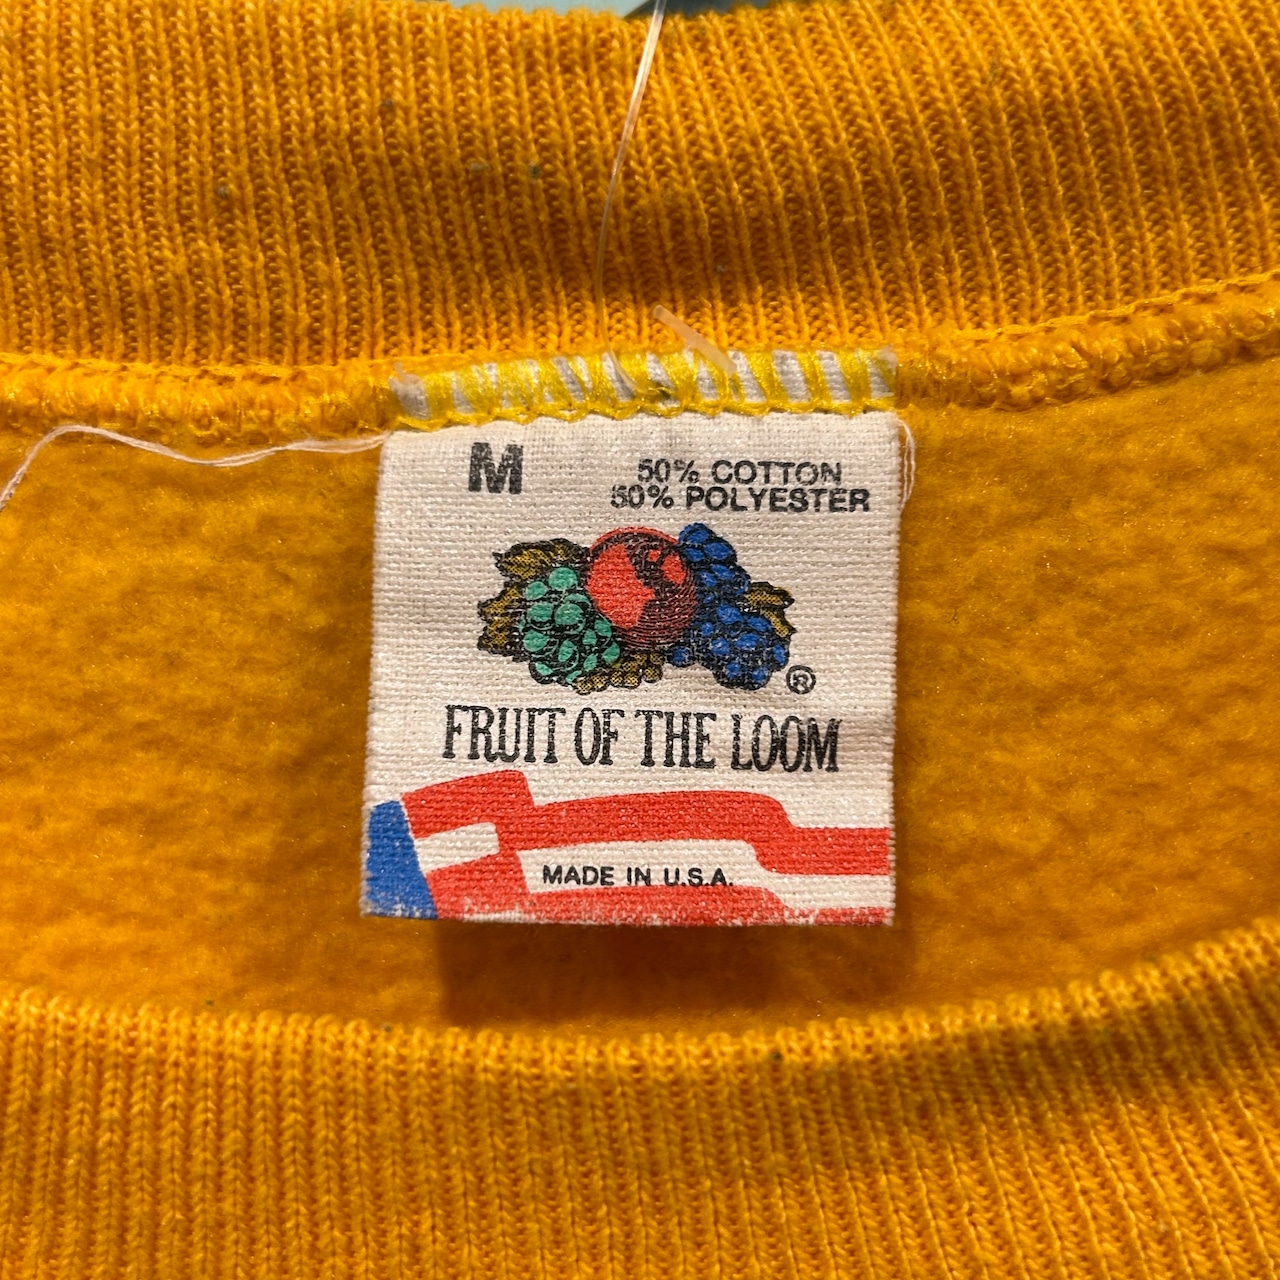 M
50% COTTON
50% POLYESTER
®
FRUIT OF THE LOOM
MADE IN U.S.A.